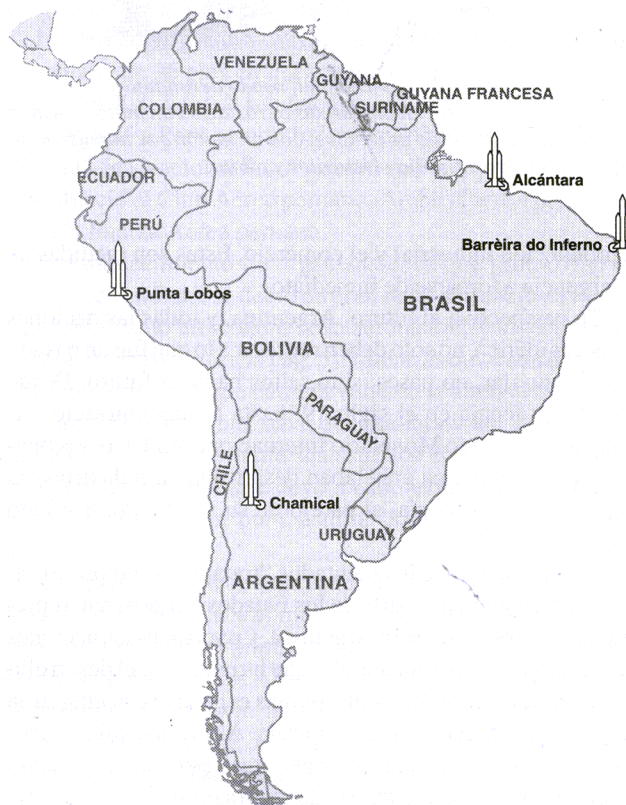 VENEZUELA
GUYANA
GUYANA FRANCESA
SURINAME
COLOMBIA
ECUADOR
Alcántara
PERÚ
Barrèira do Inferno
Punta Lobos
BRASIL
BOLIVIA
PARAGUAY
CHILE
Chamical
URUGUAY
ARGENTINA